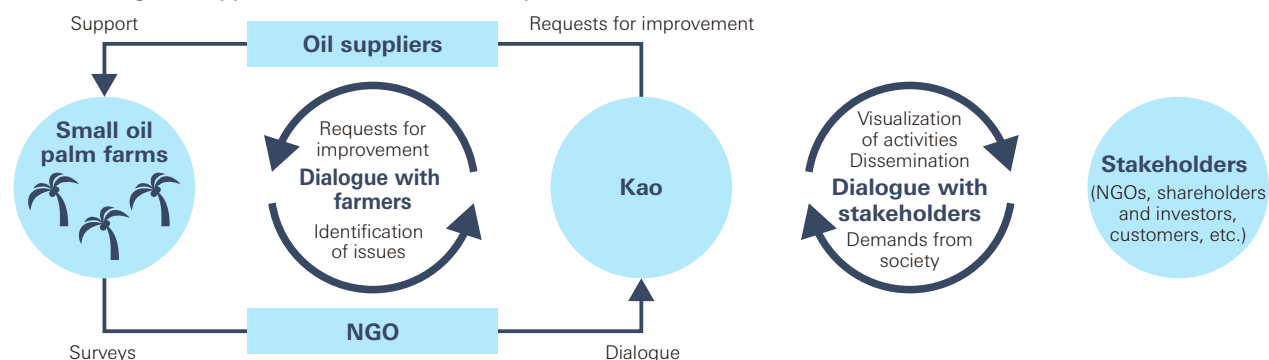 Support
Oil suppliers
Requests for improvement
Small oil
palm farms
Requests for
improvement
Dialogue with
farmers
Identification
of issues
Kao
Visualization
of activities
Dissemination
Dialogue with
stakeholders
Demands from
society
Stakeholders
(NGOs, shareholders
and investors,
customers, etc.)
NGO
Surveys
Dialogue